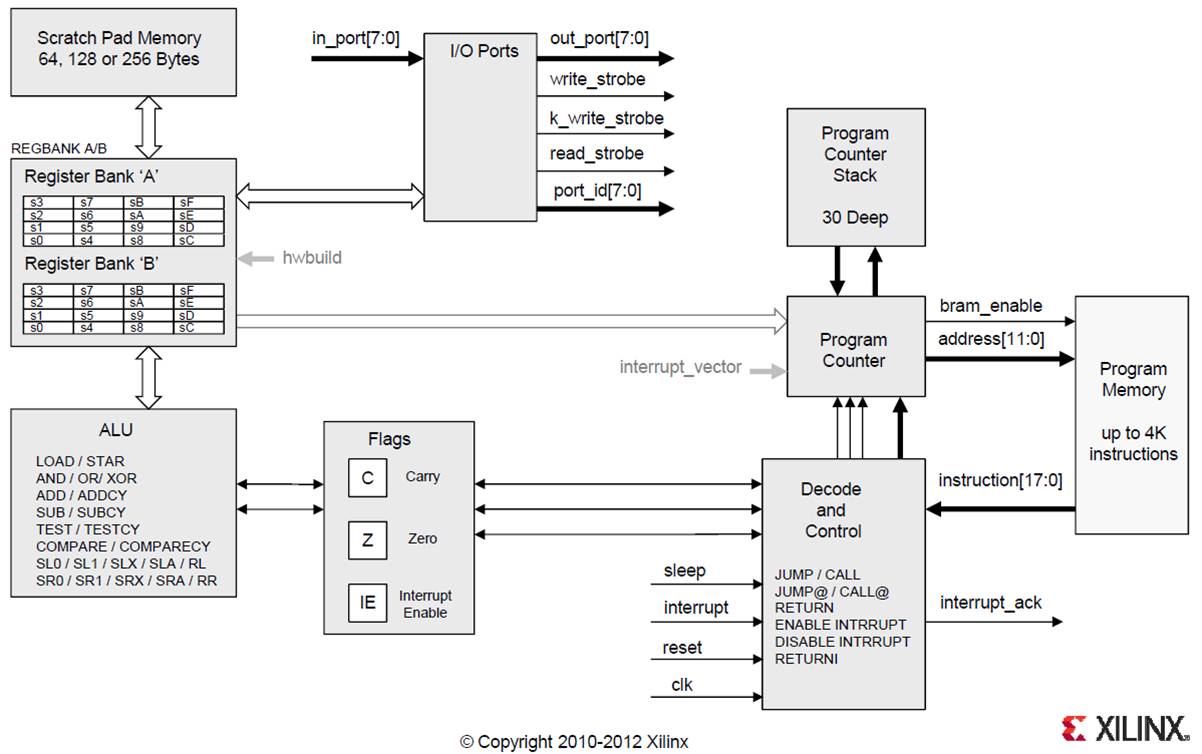 Scratch Pad Memory
64, 128 or 256 Bytes
in_port[7:0]
I/O Ports
out_port[7:0]
write_strobe
k_write_strobe
read_strobe
port_id[7:0]
REGBANK A/B
Register Bank ‘A’
s3 s7 sB sF
s2 s6 sA sE
s1 s5 s9 sD
s0 s4 s8 sC
Register Bank ‘B’
s3 s7 sB sF
s2 s6 sA sE
s1 s5 s9 sD
s0 s4 s8 sC
hwbuild
Program
Counter
Stack
30 Deep
Program
Counter
interrupt_vector
bram_enable
address[11:0]
Program
Memory
up to 4K
instructions
instruction[17:0]
ALU
LOAD / STAR
AND / OR/ XOR
ADD / ADDCY
SUB / SUBCY
TEST / TESTCY
COMPARE / COMPARECY
SL0 / SL1 / SLX / SLA / RL
SR0 / SR1 / SRX / SRA / RR
Flags
C Carry
Z Zero
IE Interrupt
Enable
sleep
interrupt
reset
clk
Decode
and
Control
JUMP / CALL
JUMP@ / CALL@
RETURN
ENABLE INTRRUPT
DISABLE INTRRUPT
RETURNI
interrupt_ack
© Copyright 2010-2012 Xilinx
XILINX